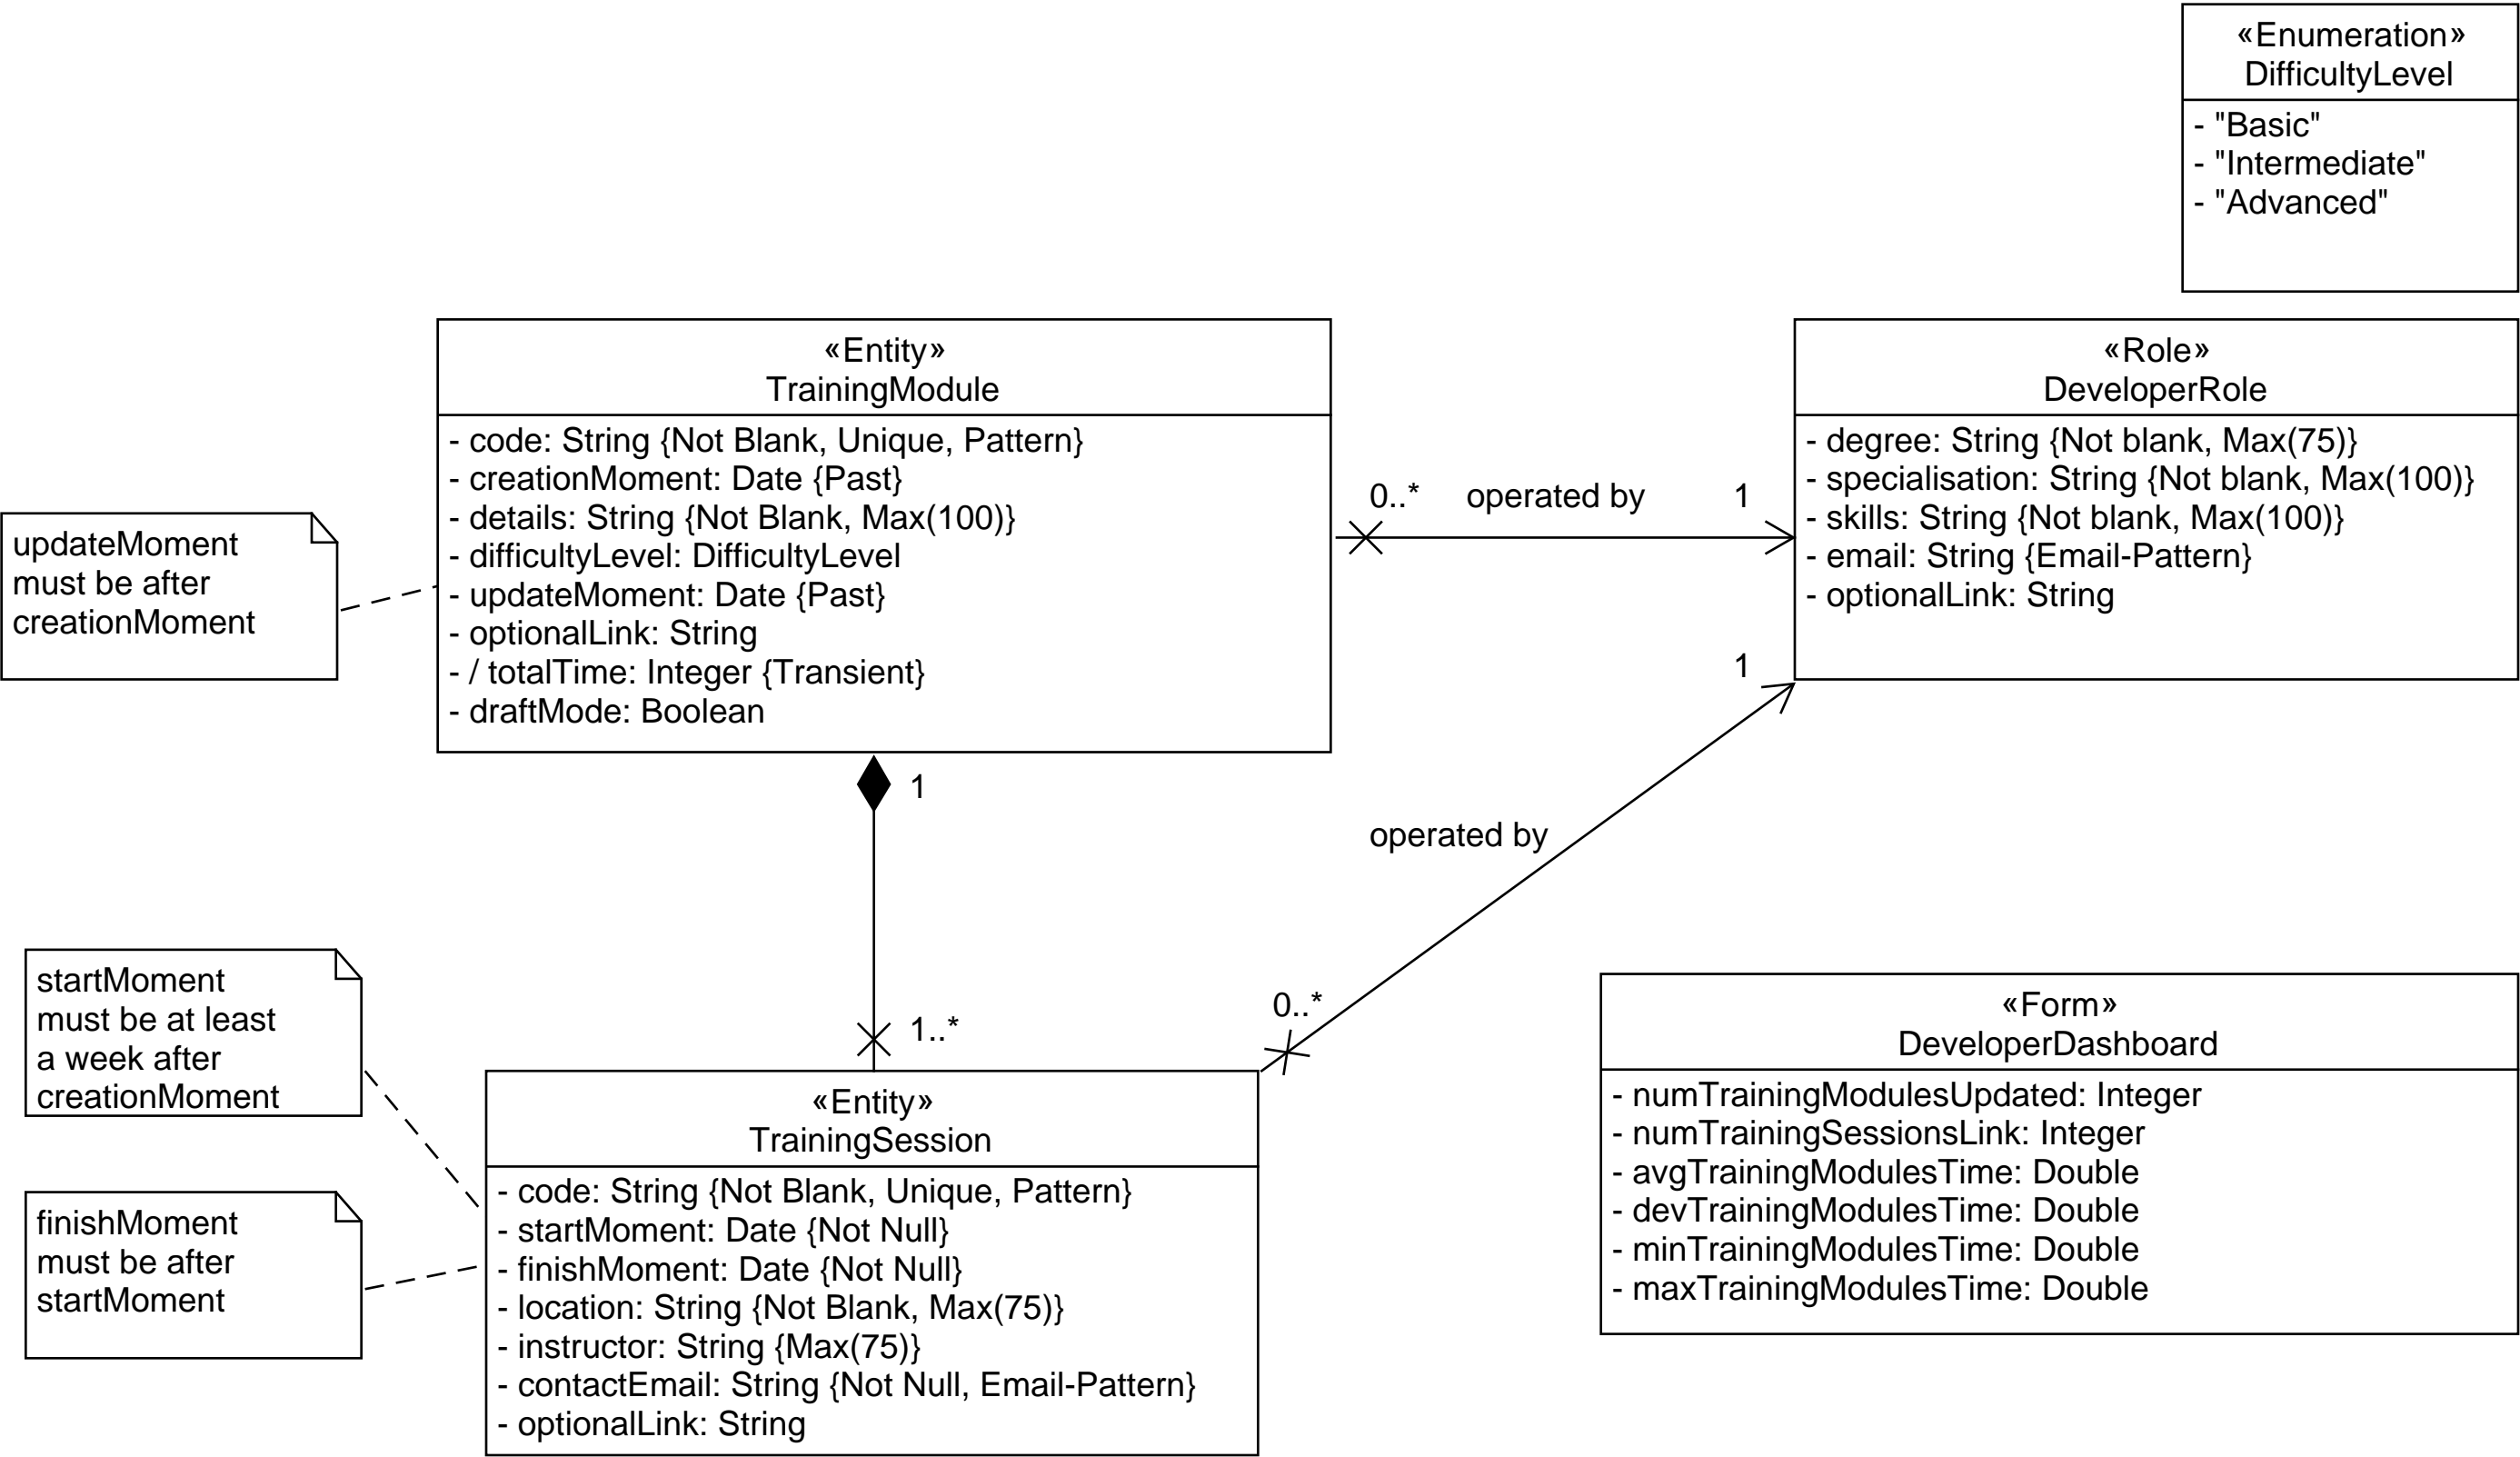 «Enumeration»
DifficultyLevel
- "Basic"
- "Intermediate"
- "Advanced"
«Entity»
TrainingModule
- code: String {Not Blank, Unique, Pattern}
- creationMoment: Date {Past}
- details: String {Not Blank, Max(100)}
- difficultyLevel: DifficultyLevel
- updateMoment: Date {Past}
- optionalLink: String
- / totalTime: Integer {Transient}
- draftMode: Boolean
updateMoment
must be after
creationMoment
0..*
operated by
1
«Role»
DeveloperRole
- degree: String {Not blank, Max(75)}
- specialisation: String {Not blank, Max(100)}
- skills: String {Not blank, Max(100)}
- email: String {Email-Pattern}
- optionalLink: String
1
1
operated by
0..*
1..*
startMoment
must be at least
a week after
creationMoment
finishMoment
must be after
startMoment
«Entity»
TrainingSession
- code: String {Not Blank, Unique, Pattern}
- startMoment: Date {Not Null}
- finishMoment: Date {Not Null}
- location: String {Not Blank, Max(75)}
- instructor: String {Max(75)}
- contactEmail: String {Not Null, Email-Pattern}
- optionalLink: String
«Form»
DeveloperDashboard
- numTrainingModulesUpdated: Integer
- numTrainingSessionsLink: Integer
- avgTrainingModulesTime: Double
- devTrainingModulesTime: Double
- minTrainingModulesTime: Double
- maxTrainingModulesTime: Double